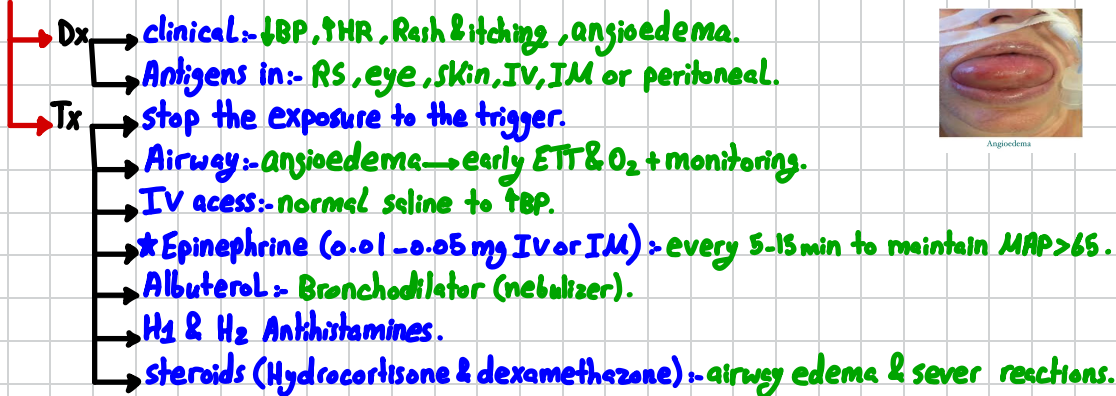 Dx clinical:- ↓BP, ↑HR, Rash & itching, angioedema.
Antigens in:- RS, eye, skin, IV, IM or peritoneal.
Tx stop the exposure to the trigger.
Airway:- angioedema → early ETT & O₂ + monitoring.
IV acess:- normal saline to ↑BP.
★ Epinephrine (0.01 - 0.05 mg IV or IM):- every 5-15 min to maintain MAP>65.
Albuterol:- Bronchodilator (nebulizer).
H1 & H2 Antihistamines.
steroids (Hydrocortisone & dexamethazone):- airway edema & sever reactions.
Angioedema